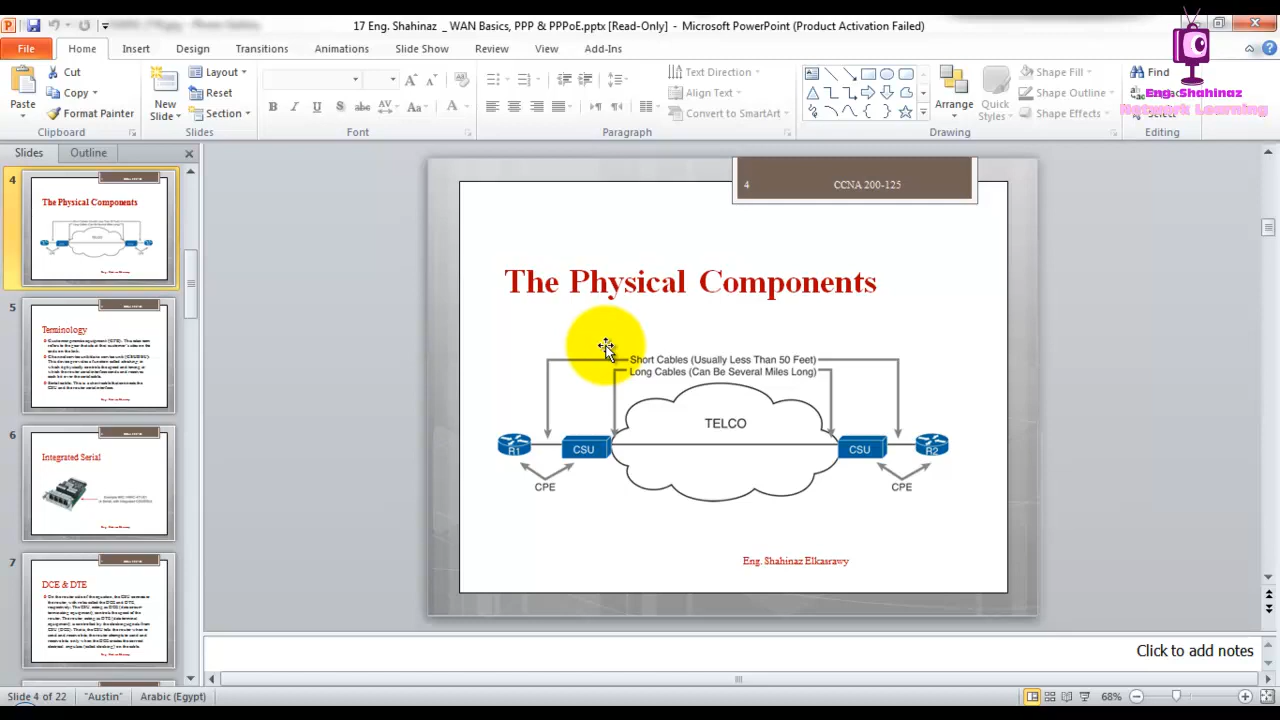 17 Eng. Shahinaz _ WAN Basics, PPP & PPPoE.pptx [Read-Only] - Microsoft PowerPoint (Product Activation Failed)
File Home Insert Design Transitions Animations Slide Show Review View Add-Ins
Paste
Cut
Copy
Format Painter
Clipboard
New Slide
Layout
Reset
Section
Slides
Font
Paragraph
Text Direction
Align Text
Convert to SmartArt
Arrange
Quick Styles
Shape Fill
Shape Outline
Shape Effects
Drawing
Find
Select
Editing
Eng.Shahinaz
Network Learning
Slides Outline
4
The Physical Components
TELCO
5
Terminology
6
Integrated Serial
7
DCE & DTE
4 CCNA 200-125
The Physical Components
Short Cables (Usually Less Than 50 Feet)
Long Cables (Can Be Several Miles Long)
TELCO
R1 CSU CSU R2
CPE CPE
Eng. Shahinaz Elkasrawy
Click to add notes
Slide 4 of 22 "Austin" Arabic (Egypt) 68%